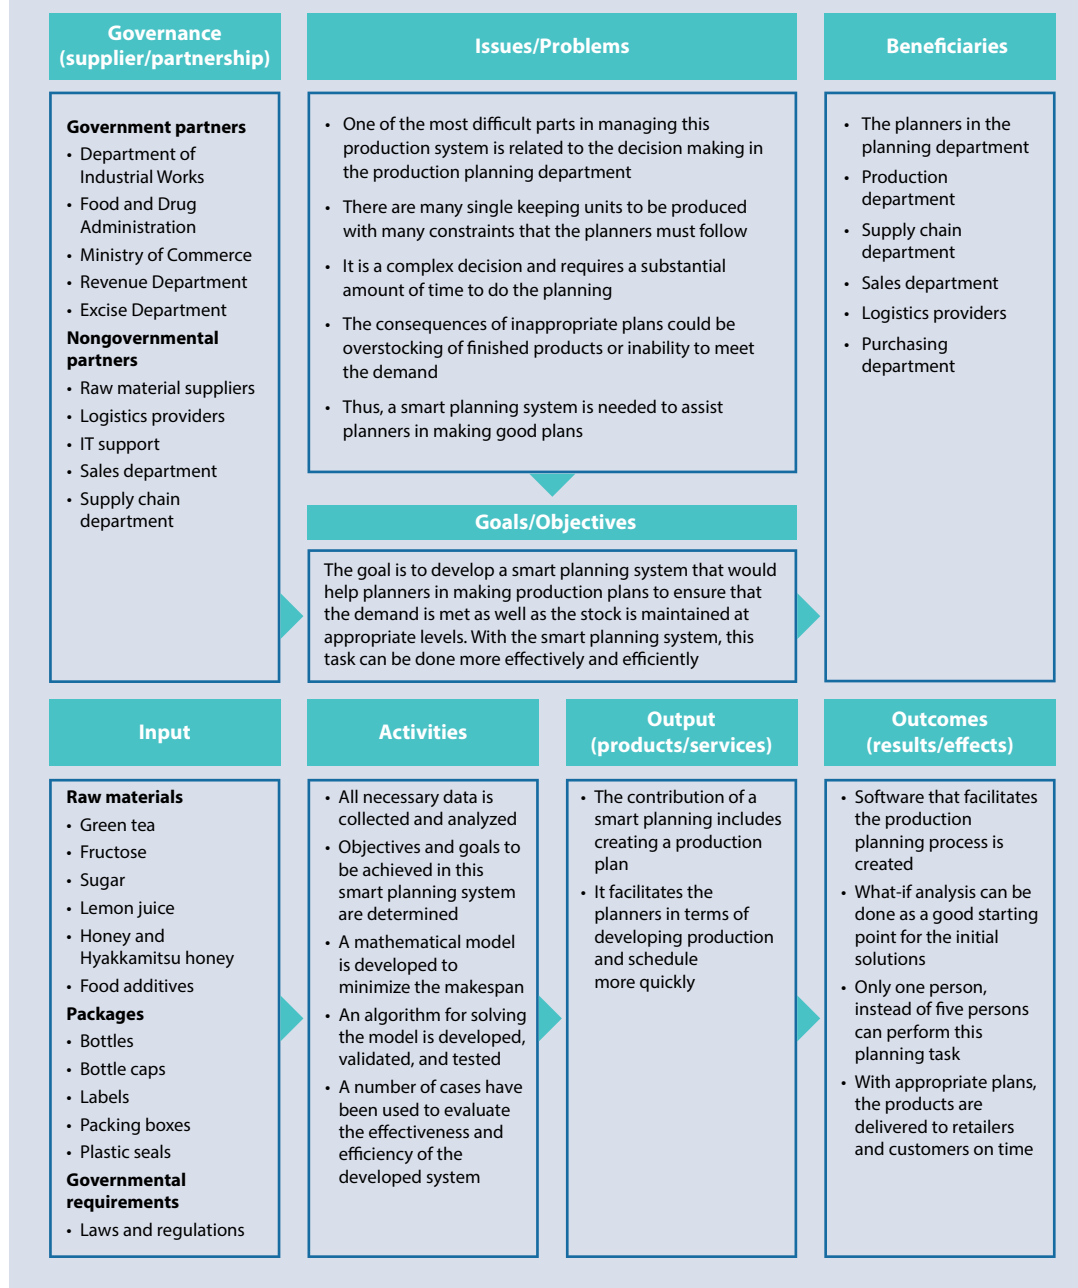 Governance
(supplier/partnership)
Government partners
• Department of
Industrial Works
• Food and Drug
Administration
• Ministry of Commerce
• Revenue Department
• Excise Department
Nongovernmental
partners
• Raw material suppliers
• Logistics providers
• IT support
• Sales department
• Supply chain
department
Issues/Problems
• One of the most difficult parts in managing this
production system is related to the decision making in
the production planning department
• There are many single keeping units to be produced
with many constraints that the planners must follow
• It is a complex decision and requires a substantial
amount of time to do the planning
• The consequences of inappropriate plans could be
overstocking of finished products or inability to meet
the demand
• Thus, a smart planning system is needed to assist
planners in making good plans
Goals/Objectives
The goal is to develop a smart planning system that would
help planners in making production plans to ensure that
the demand is met as well as the stock is maintained at
appropriate levels. With the smart planning system, this
task can be done more effectively and efficiently
Beneficiaries
• The planners in the
planning department
• Production
department
• Supply chain
department
• Sales department
• Logistics providers
• Purchasing
department
Input
Raw materials
• Green tea
• Fructose
• Sugar
• Lemon juice
• Honey and
Hyakkamitsu honey
• Food additives
Packages
• Bottles
• Bottle caps
• Labels
• Packing boxes
• Plastic seals
Governmental
requirements
• Laws and regulations
Activities
• All necessary data is
collected and analyzed
• Objectives and goals to
be achieved in this
smart planning system
are determined
• A mathematical model
is developed to
minimize the makespan
• An algorithm for solving
the model is developed,
validated, and tested
• A number of cases have
been used to evaluate
the effectiveness and
efficiency of the
developed system
Output
(products/services)
• The contribution of a
smart planning includes
creating a production
plan
• It facilitates the
planners in terms of
developing production
and schedule
more quickly
Outcomes
(results/effects)
• Software that facilitates
the production
planning process is
created
• What-if analysis can be
done as a good starting
point for the initial
solutions
• Only one person,
instead of five persons
can perform this
planning task
• With appropriate plans,
the products are
delivered to retailers
and customers on time